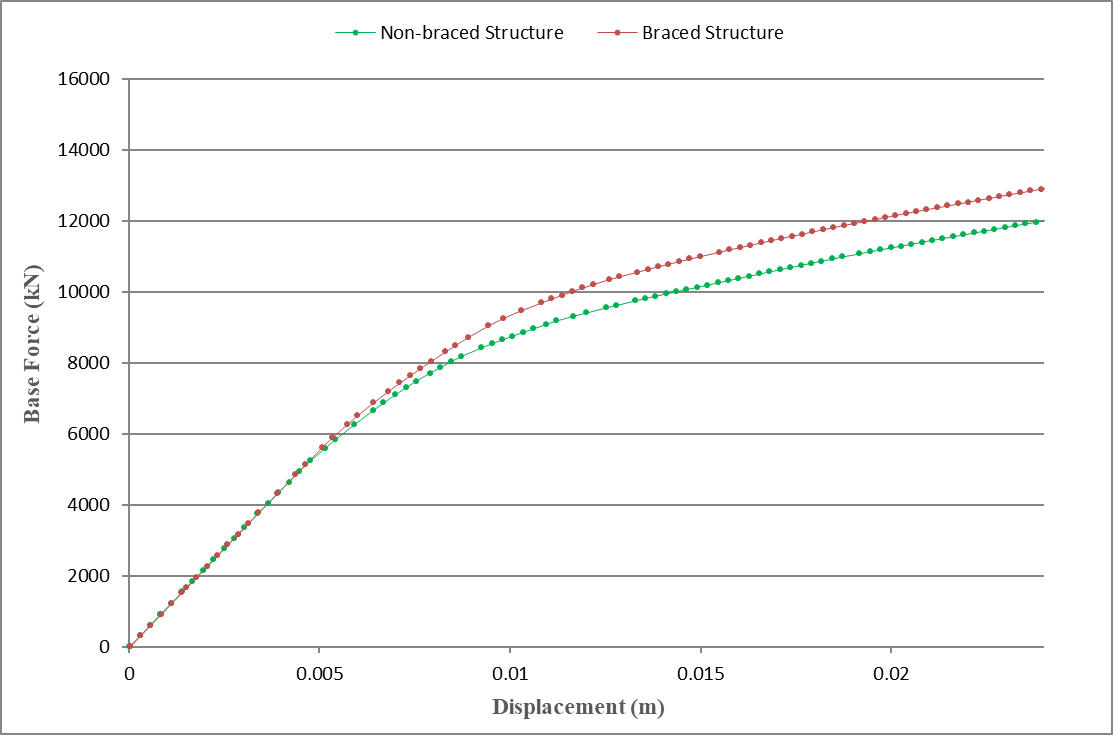 Non-braced Structure Braced Structure
16000
14000
12000
10000
8000
6000
4000
2000
0
0 0.005 0.01 0.015 0.02
Base Force (kN)
Displacement (m)